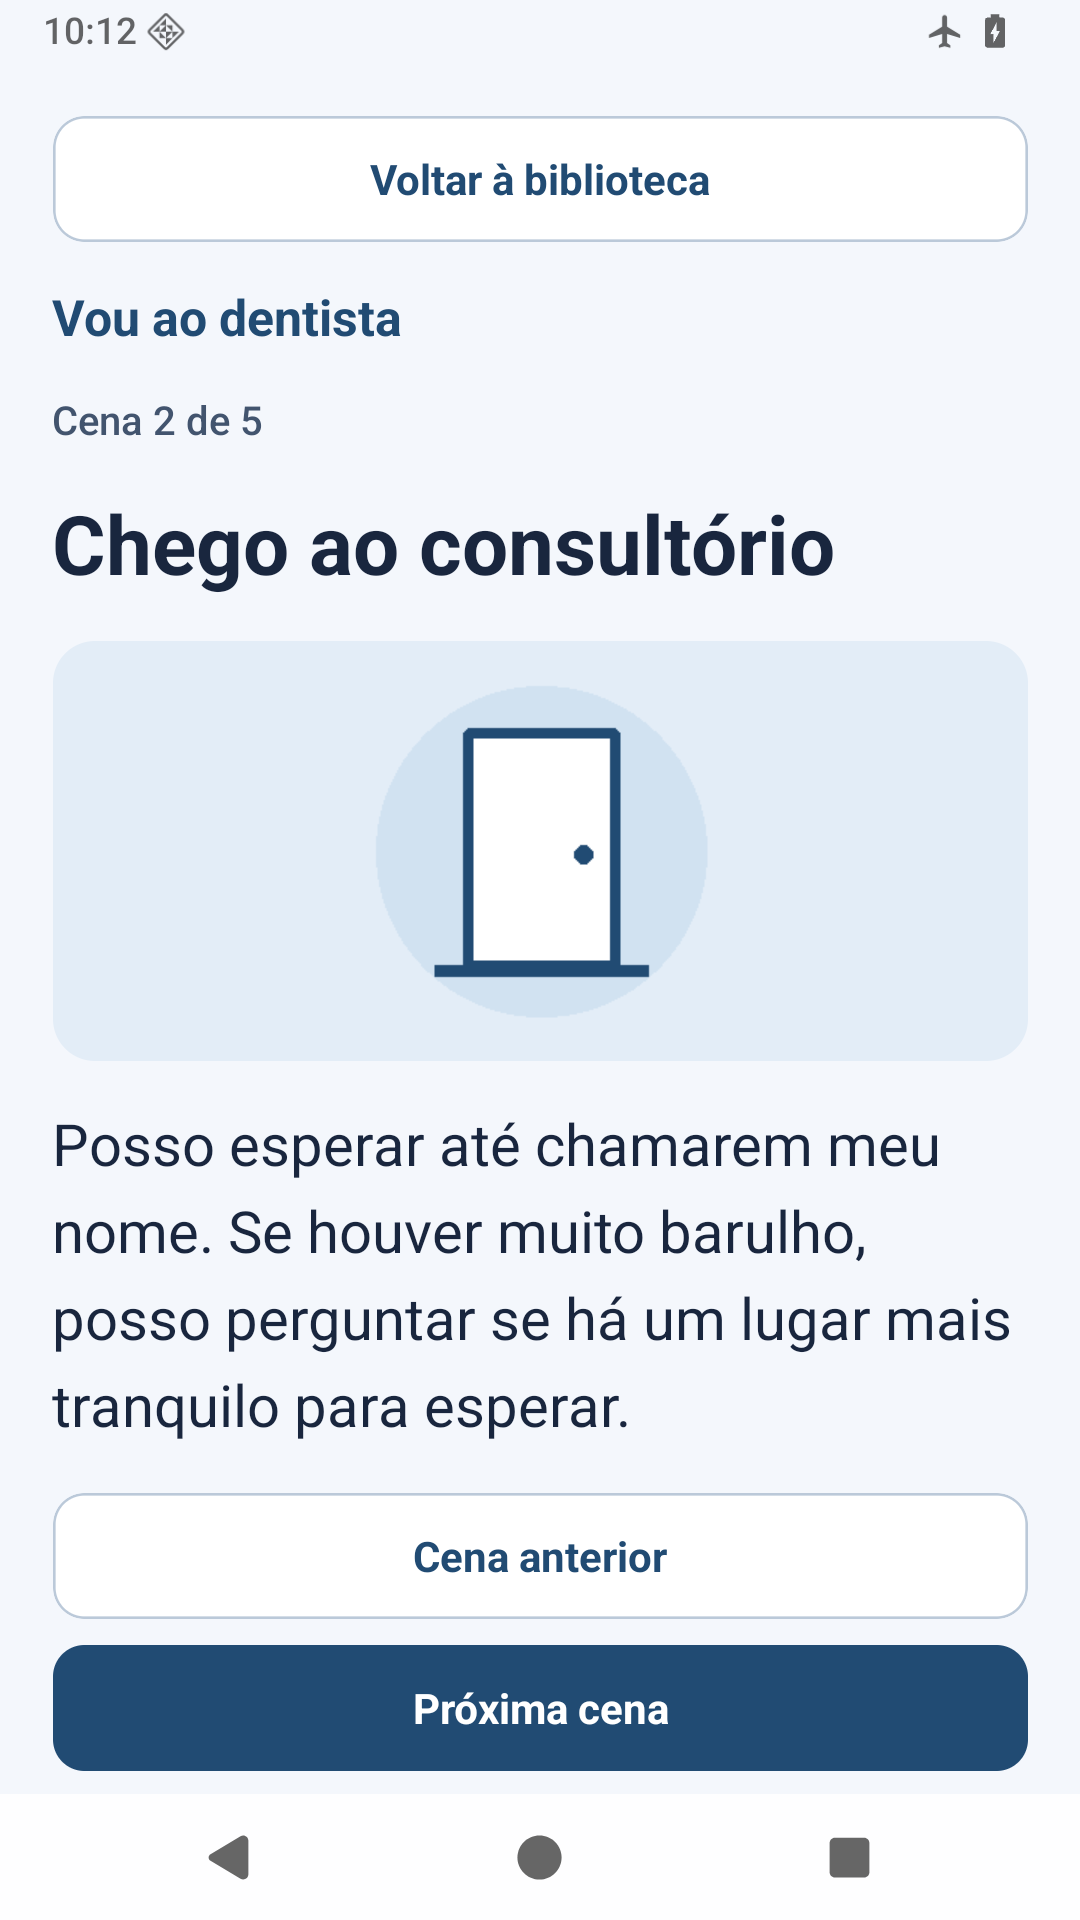 10:12
Voltar à biblioteca
Vou ao dentista
Cena 2 de 5
Chego ao consultório
Posso esperar até chamarem meu
nome. Se houver muito barulho,
posso perguntar se há um lugar mais
tranquilo para esperar.
Cena anterior
Próxima cena